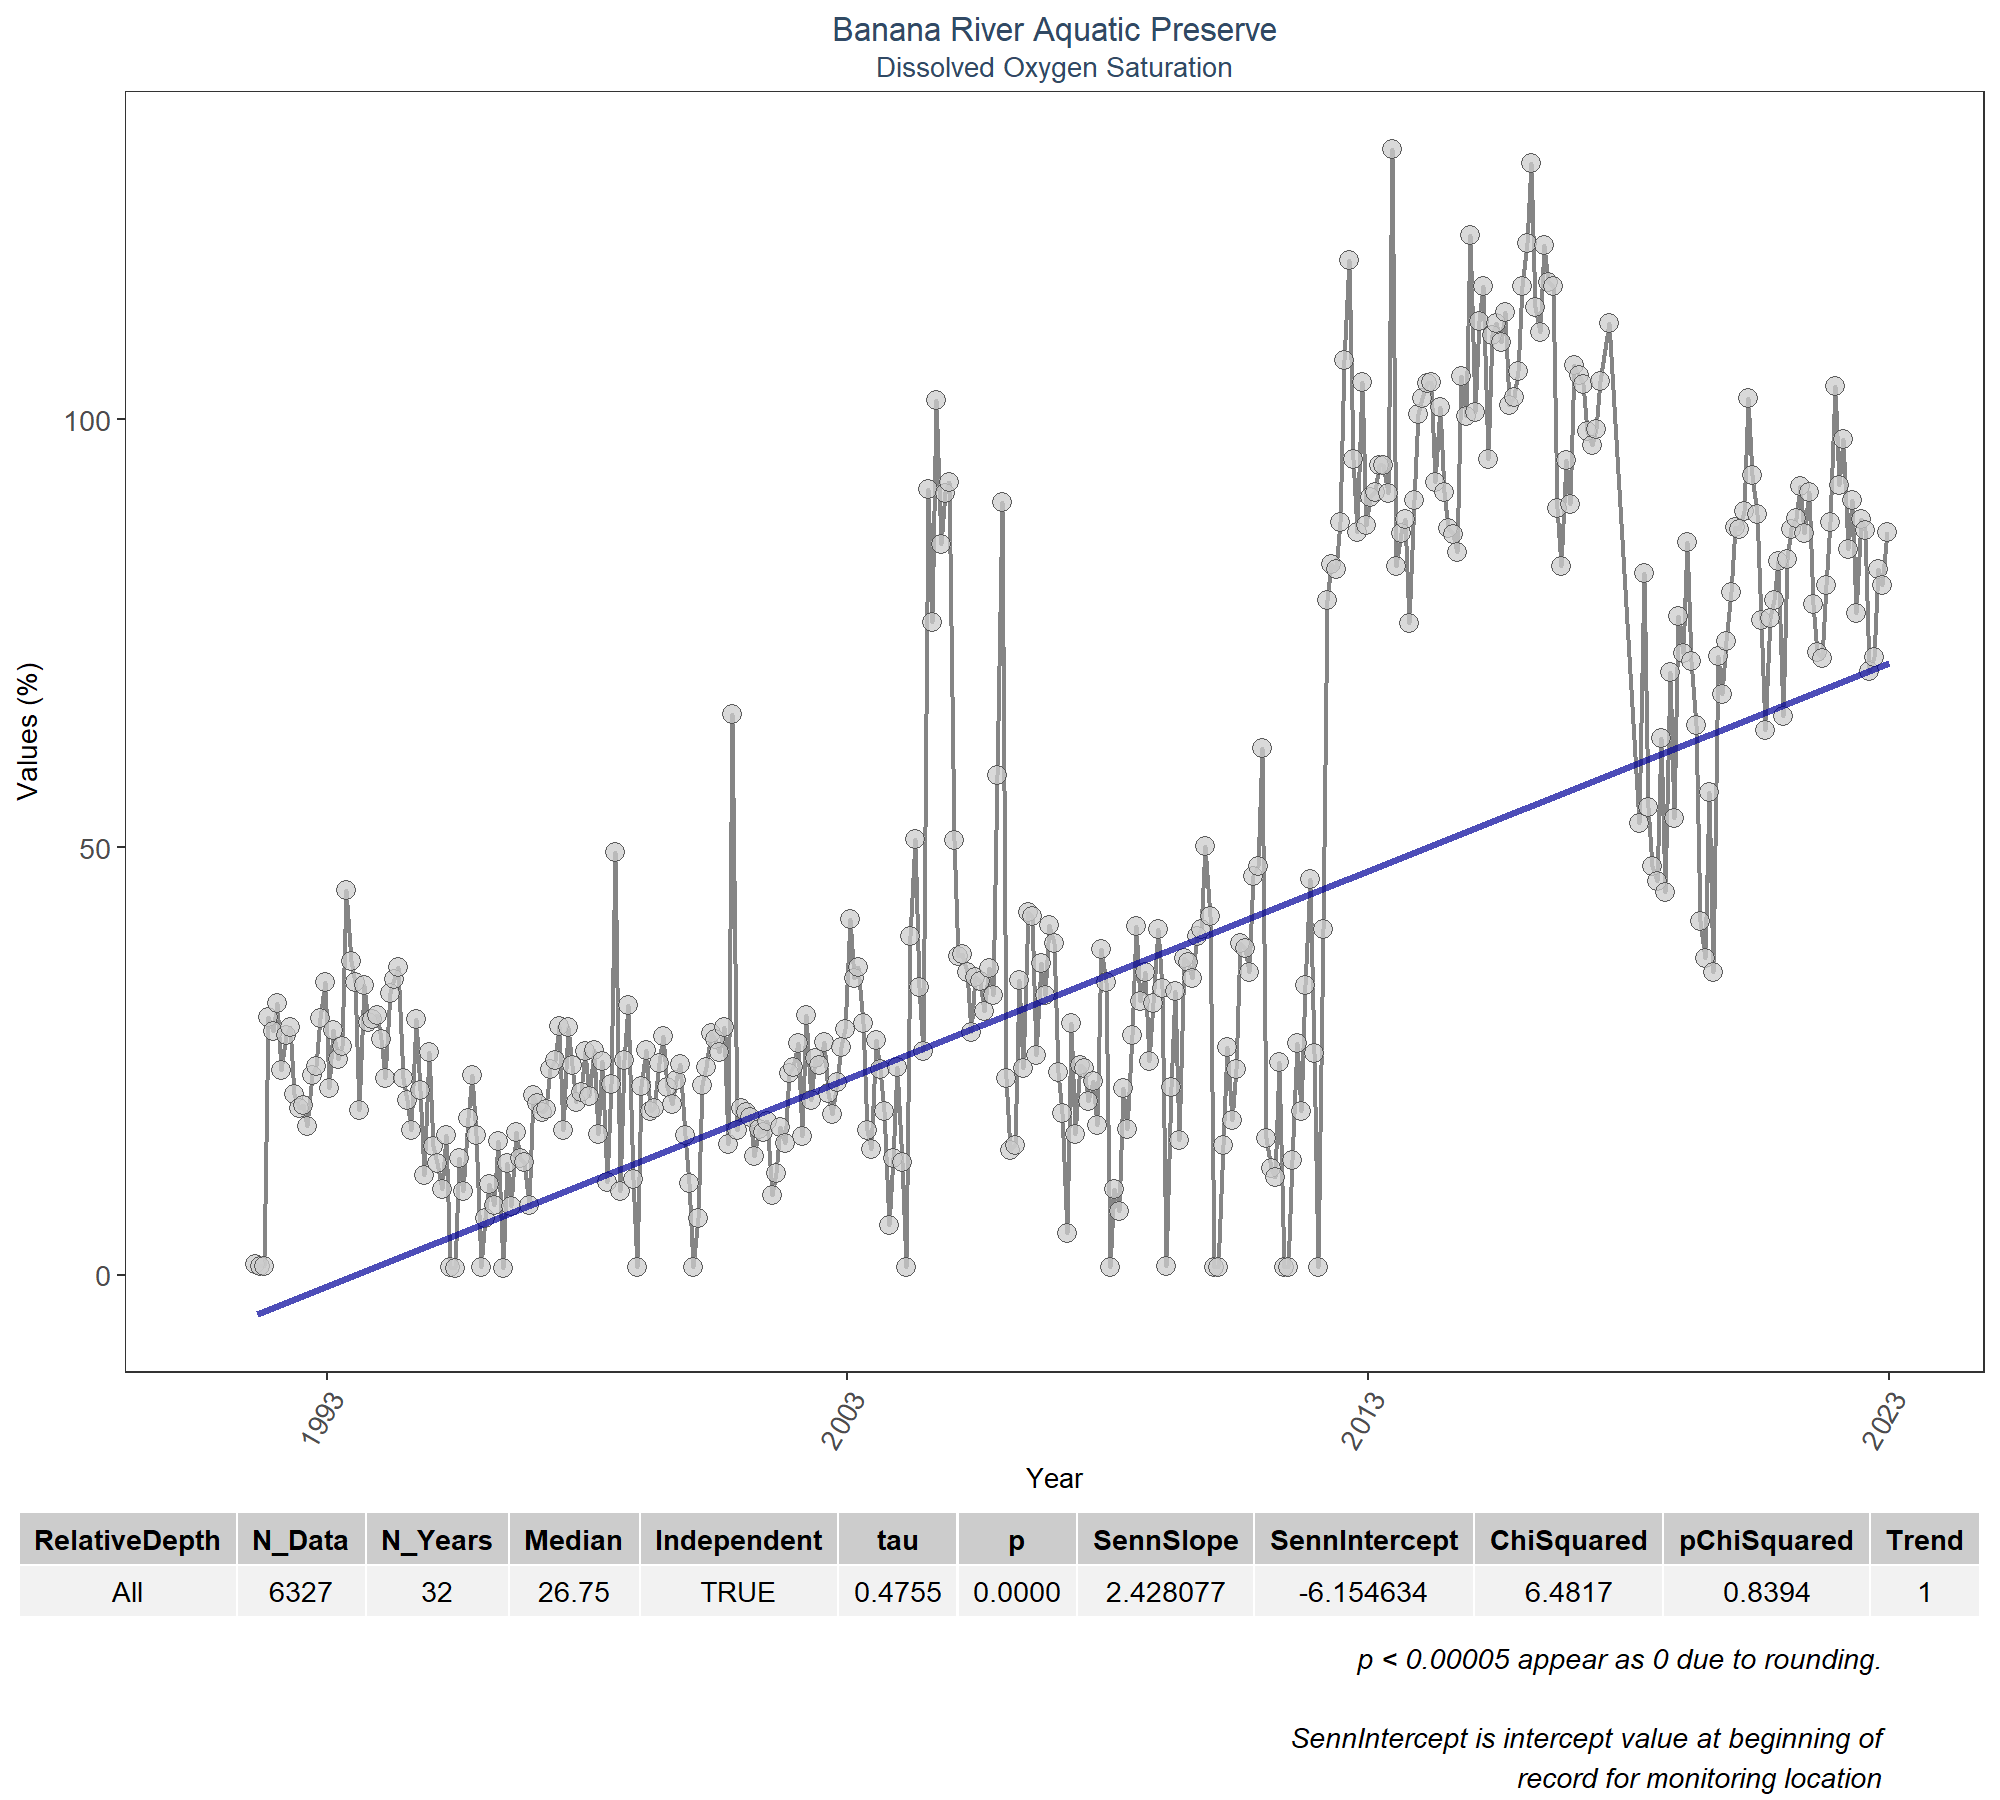 Banana River Aquatic Preserve
Dissolved Oxygen Saturation
Values (%)
100
50
0
1993
2003
2013
2023
Year
RelativeDepth N_Data N_Years Median Independent tau p SennSlope SennIntercept ChiSquared pChiSquared Trend
All 6327 32 26.75 TRUE 0.4755 0.0000 2.428077 -6.154634 6.4817 0.8394 1
p < 0.00005 appear as 0 due to rounding.
SennIntercept is intercept value at beginning of
record for monitoring location